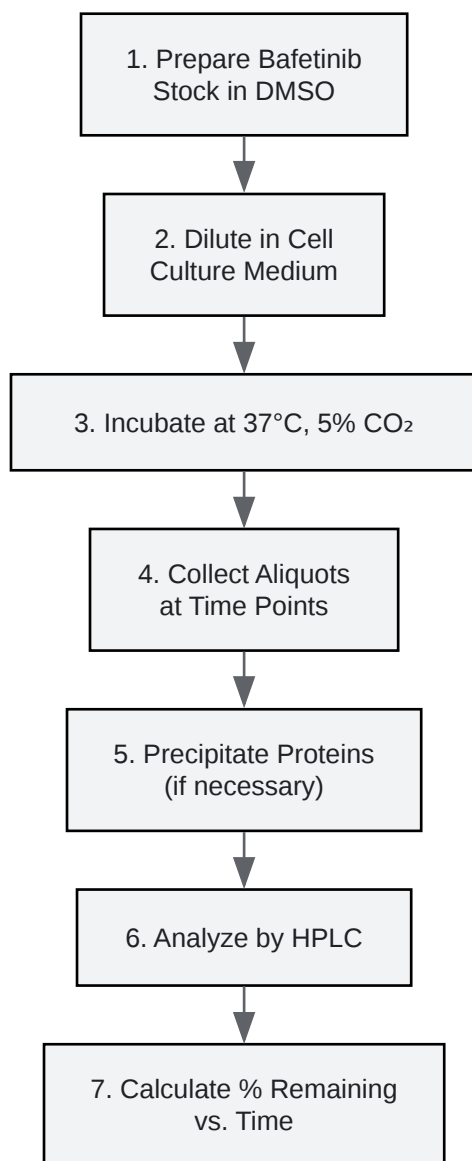 1. Prepare Bafetinib
Stock in DMSO
2. Dilute in Cell
Culture Medium
3. Incubate at 37°C, 5% CO₂
4. Collect Aliquots
at Time Points
5. Precipitate Proteins
(if necessary)
6. Analyze by HPLC
7. Calculate % Remaining
vs. Time